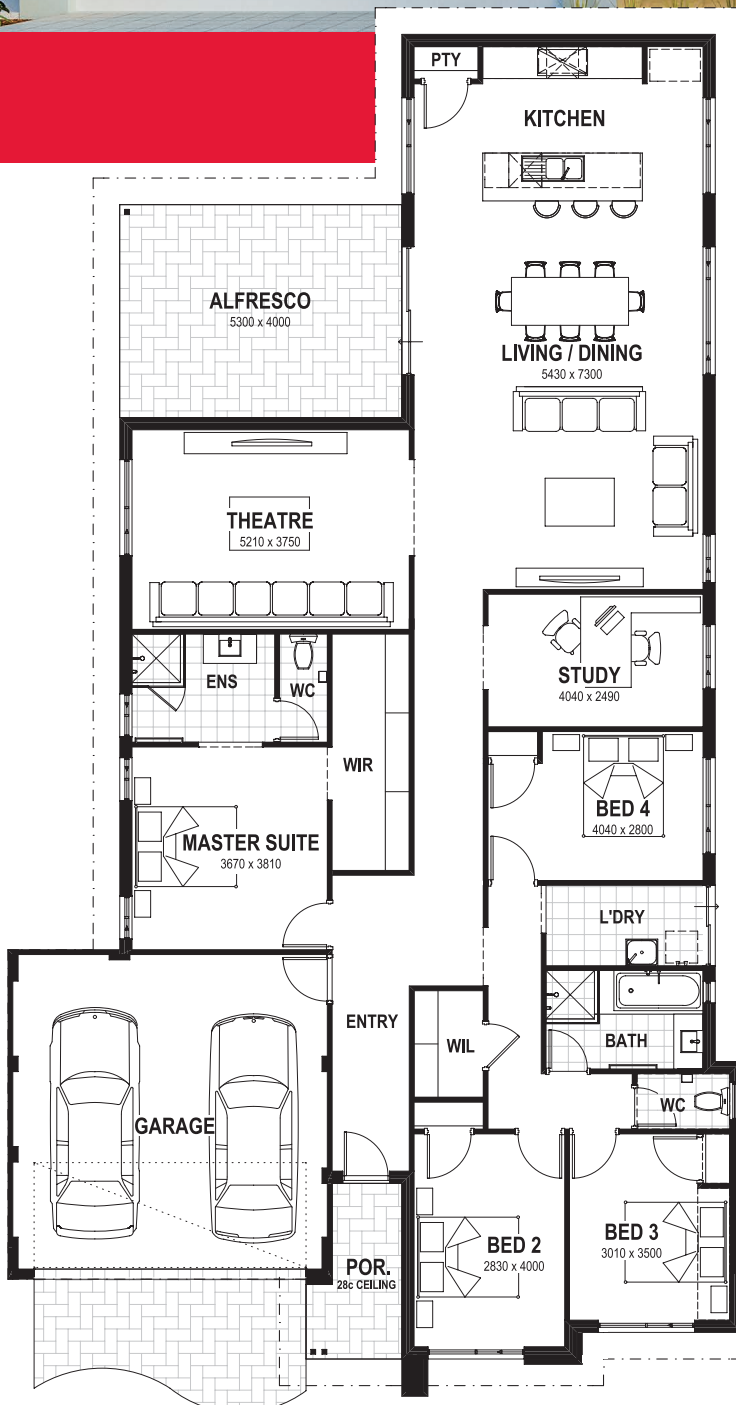 PTY
KITCHEN
ALFRESCO
5300 x 4000
LIVING / DINING
5430 x 7300
THEATRE
5210 x 3750
STUDY
4040 x 2490
ENS
WC
WIR
BED 4
4040 x 2800
MASTER SUITE
3670 x 3810
L'DRY
ENTRY
WIL
BATH
WC
GARAGE
BED 2
2830 x 4000
BED 3
3010 x 3500
POR.
28c CEILING